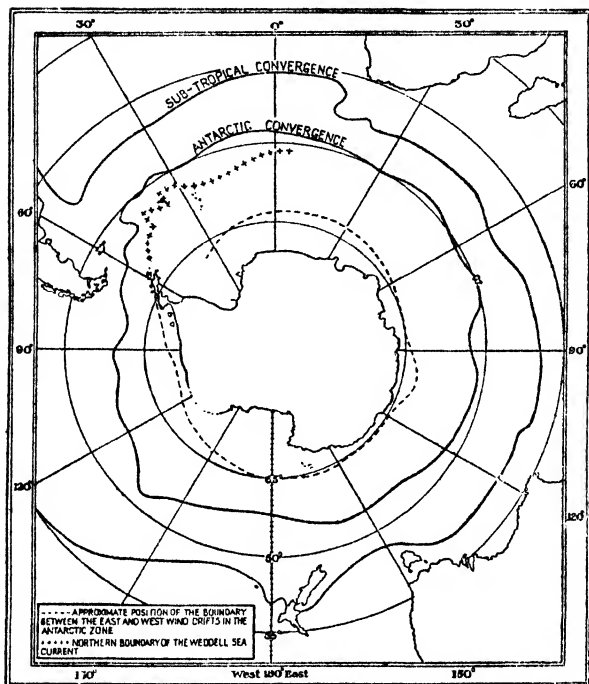 30° 0° 30°
SUB-TROPICAL CONVERGENCE
ANTARCTIC CONVERGENCE
60° 60°
90° 90°
120° 120°
65°
50°
----- APPROXIMATE POSITION OF THE BOUNDARY
BETWEEN THE EAST AND WEST WIND DRIFTS IN THE
ANTARCTIC ZONE
+++++ NORTHERN BOUNDARY OF THE WEDDELL SEA
CURRENT
West 180° East 150°